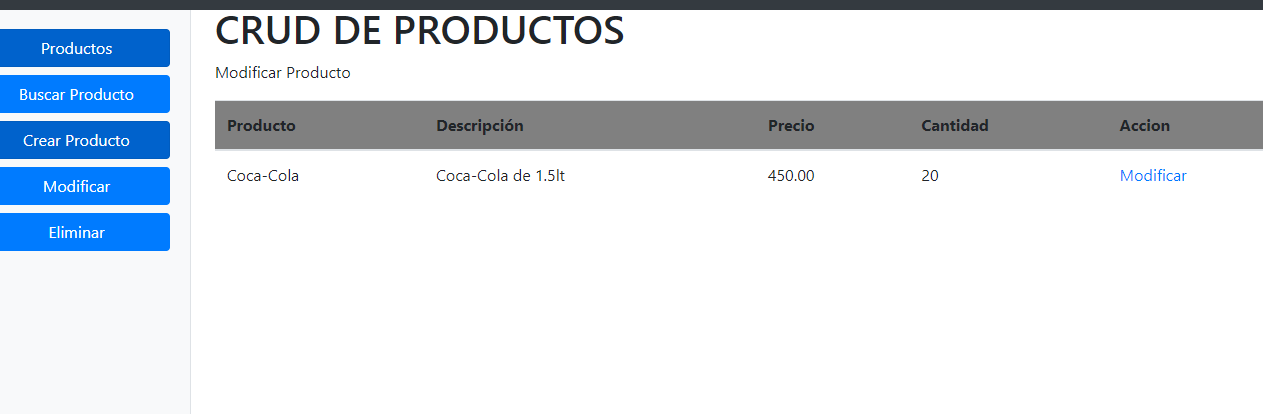 CRUD DE PRODUCTOS
Modificar Producto
Productos
Buscar Producto
Crear Producto
Modificar
Eliminar
Producto Descripción Precio Cantidad Accion
Coca-Cola Coca-Cola de 1.5lt 450.00 20 Modificar